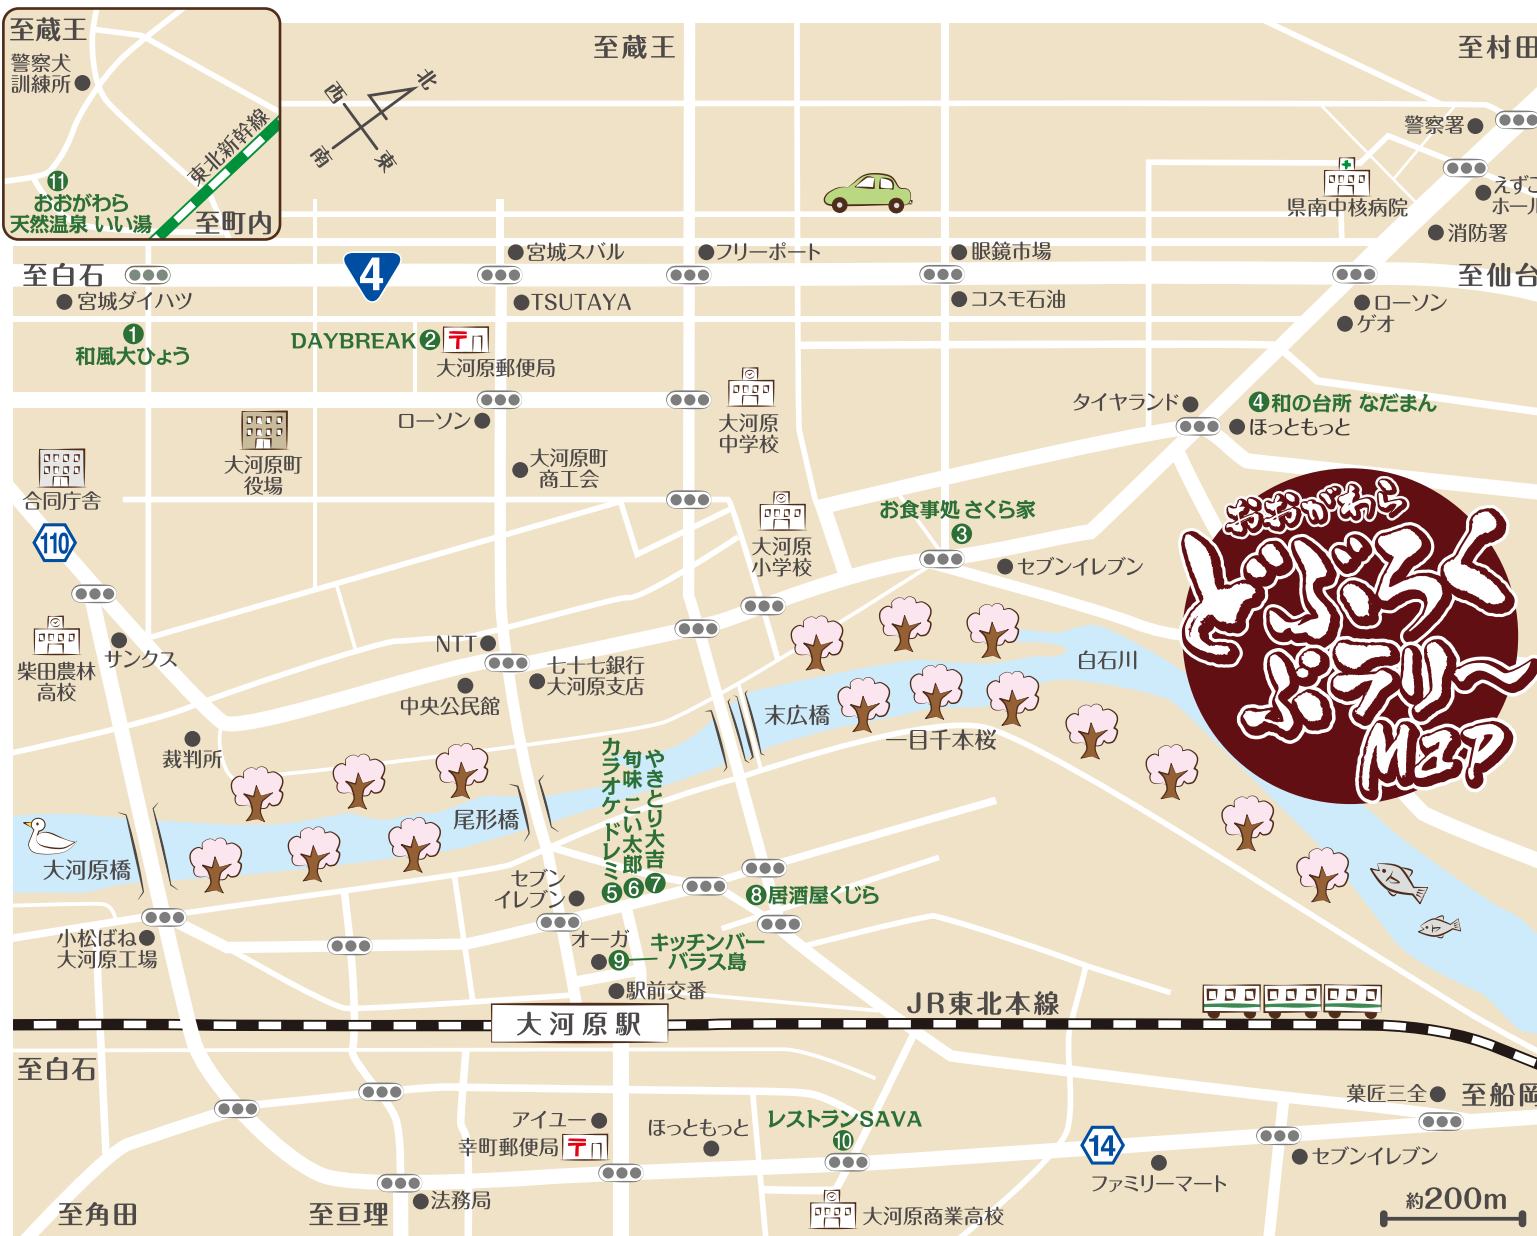 至蔵王
警察犬
訓練所
東北新幹線
⓫
おおがわら
天然温泉 いい湯
至町内
北
西
南
東
至蔵王
至村田
警察署
県南中核病院
えずこ
ホール
消防署
至白石
宮城ダイハツ
4
宮城スバル
TSUTAYA
フリーポート
眼鏡市場
コスモ石油
至仙台
ローソン
ゲオ
❶
和風大ひょう
DAYBREAK❷
大河原郵便局
ローソン
大河原
中学校
タイヤランド
❹和の台所 なだまん
ほっともっと
大河原町
役場
合同庁舎
大河原町
商工会
110
大河原
小学校
お食事処 さくら家
❸
セブンイレブン
おおがわら
どぶろく
ぶラリー
MAP
柴田農林
高校
サンクス
NTT
七十七銀行
大河原支店
中央公民館
白石川
末広橋
一目千本桜
裁判所
尾形橋
大河原橋
カラオケ ドレミ❺
旬味 こい太郎❻
やきとり大吉❼
❽居酒屋くじら
セブン
イレブン
小松ばね
大河原工場
オーガ
❾
キッチンバー
バラス島
駅前交番
大河原駅
JR東北本線
至白石
アイユー
幸町郵便局
ほっともっと
レストランSAVA
❿
14
ファミリーマート
菓匠三全
至船岡
セブンイレブン
至角田
至亘理
法務局
大河原商業高校
約200m